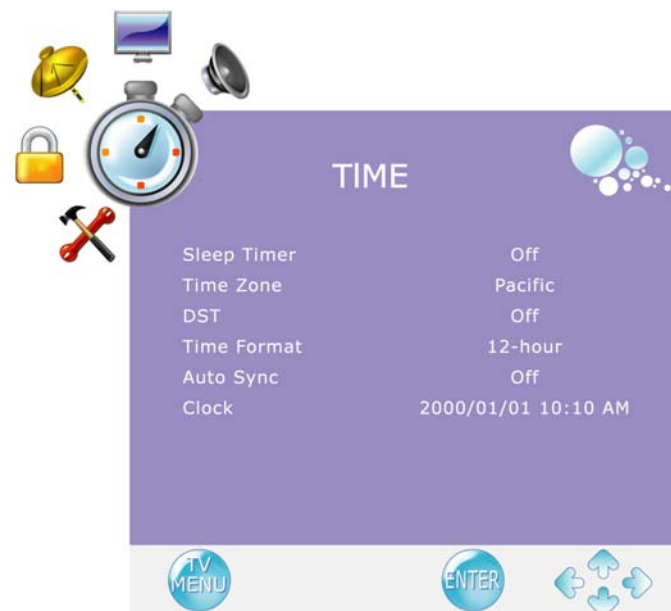 TIME
Sleep Timer Off
Time Zone Pacific
DST Off
Time Format 12-hour
Auto Sync Off
Clock 2000/01/01 10:10 AM
TV
MENU
ENTER